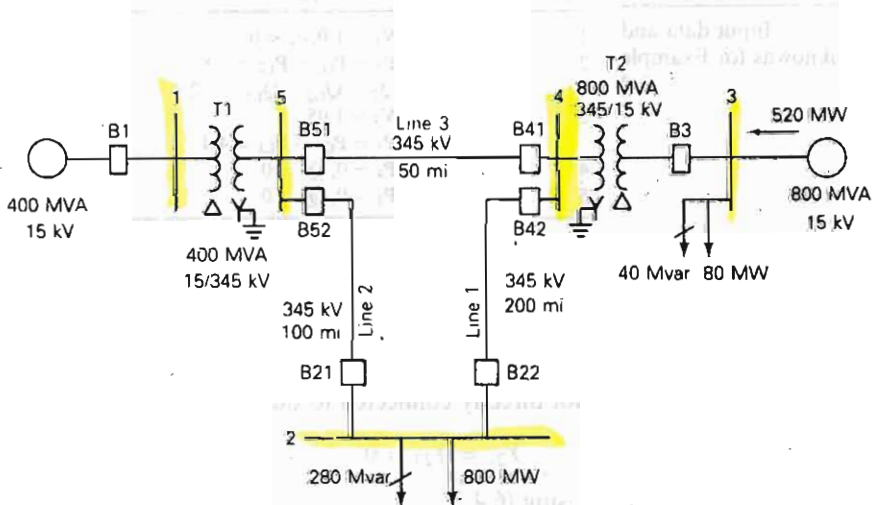 T2
800 MVA
345/15 kV
1
T1
5
4
3
B1
B51
Line 3
345 kV
50 mi
B41
B3
520 MW
400 MVA
15 kV
B52
B42
800 MVA
15 kV
400 MVA
15/345 kV
40 Mvar 80 MW
345 kV
100 mi
Line 2
Line 1
345 kV
200 mi
B21
B22
2
280 Mvar
800 MW
Input data and